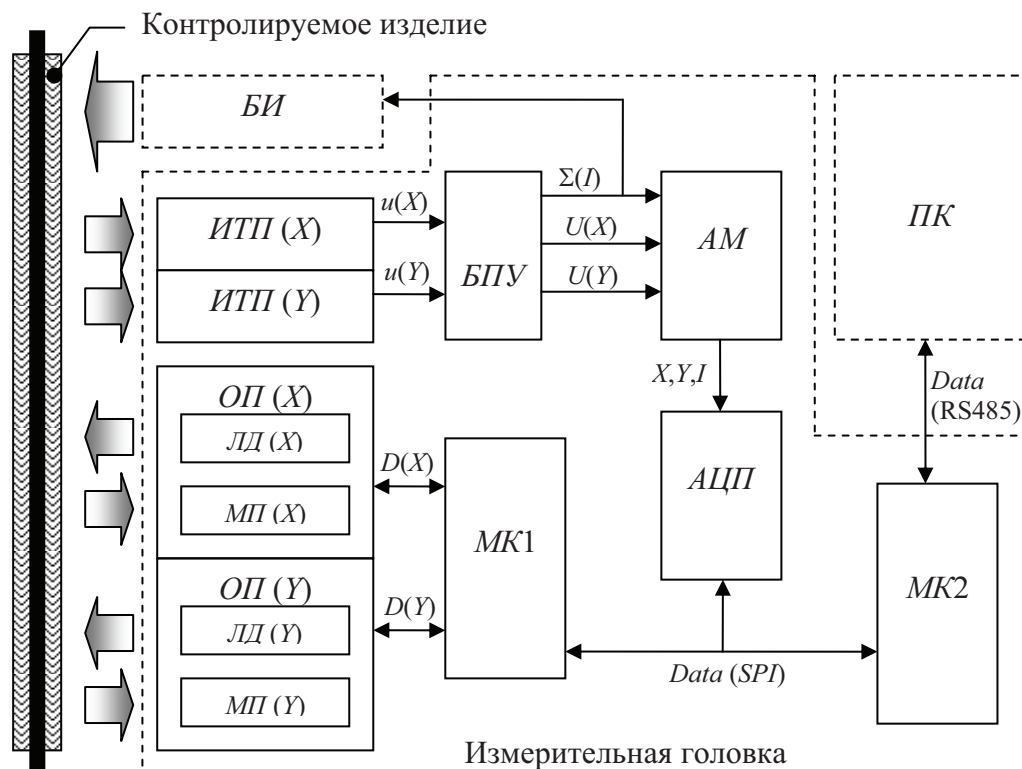 Контролируемое изделие
БИ
Σ(I)
ПК
u(X)
ИТП (X)
U(X)
АМ
БПУ
u(Y)
ИТП (Y)
U(Y)
X,Y,I
Data
(RS485)
ОП (X)
ЛД (X)
D(X)
АЦП
МП (X)
МК1
ОП (Y)
МК2
D(Y)
ЛД (Y)
Data (SPI)
МП (Y)
Измерительная головка